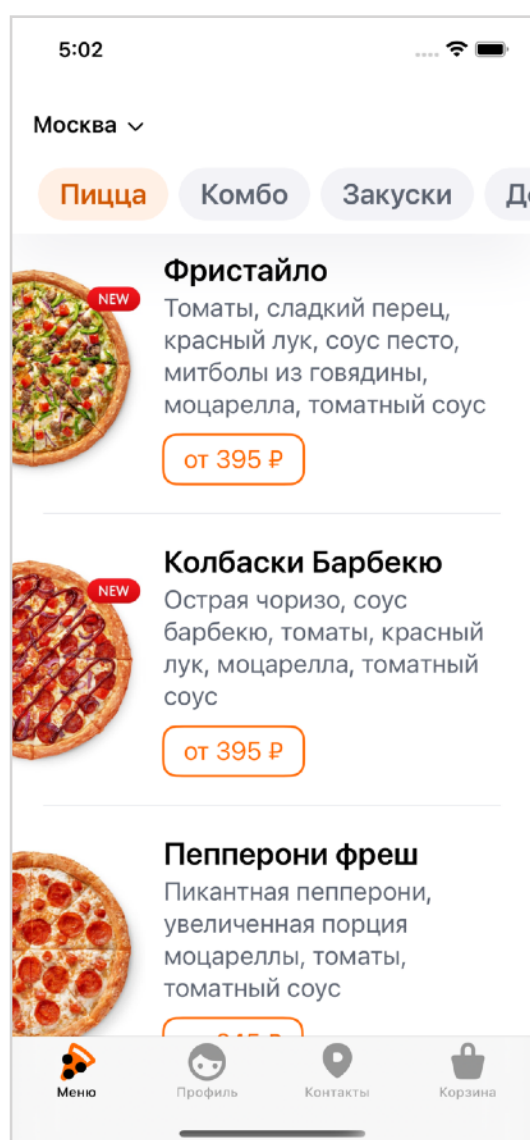 5:02
Москва
Пицца Комбо Закуски
NEW
Фристайло
Томаты, сладкий перец,
красный лук, соус песто,
митболы из говядины,
моцарелла, томатный соус
от 395 ₽
NEW
Колбаски Барбекю
Острая чоризо, соус
барбекю, томаты, красный
лук, моцарелла, томатный
соус
от 395 ₽
Пепперони фреш
Пикантная пепперони,
увеличенная порция
моцареллы, томаты,
томатный соус
Меню Профиль Контакты Корзина